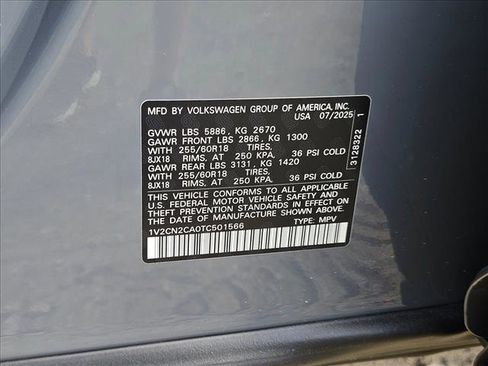 MFD BY VOLKSWAGEN GROUP OF AMERICA, INC.
USA 07/2025
GVWR LBS 5886, KG 2670
GAWR FRONT LBS 2866, KG 1300
WITH 255/60R18 TIRES,
8JX18 RIMS, AT 250 KPA, 36 PSI COLD
GAWR REAR LBS 3131, KG 1420
WITH 255/60R18 TIRES,
8JX18 RIMS, AT 250 KPA, 36 PSI COLD
THIS VEHICLE CONFORMS TO ALL APPLICABLE
U.S. FEDERAL MOTOR VEHICLE SAFETY AND
THEFT PREVENTION STANDARDS IN EFFECT ON
THE DATE OF MANUFACTURE SHOWN ABOVE
1V2CN2CA0TC501566 TYPE: MPV
3128322 1